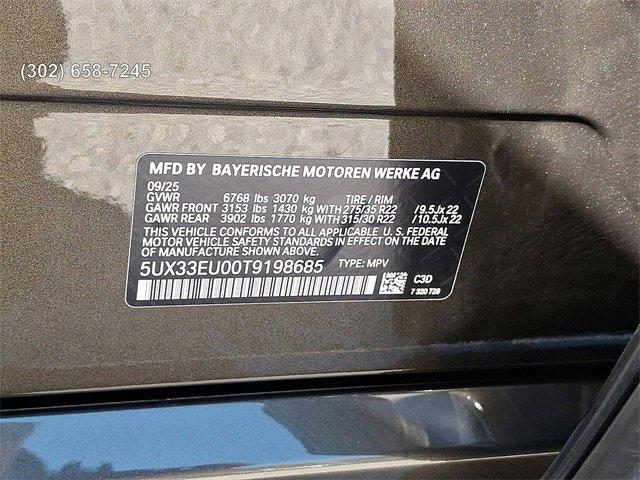 (302) 658-7245
MFD BY BAYERISCHE MOTOREN WERKE AG
09/25
GVWR 6768 lbs 3070 kg TIRE / RIM
GAWR FRONT 3153 lbs 1430 kg WITH 275/35 R22 /9.5Jx22
GAWR REAR 3902 lbs 1770 kg WITH 315/30 R22 /10.5Jx22
THIS VEHICLE CONFORMS TO ALL APPLICABLE U. S. FEDERAL
MOTOR VEHICLE SAFETY STANDARDS IN EFFECT ON THE DATE
OF MANUFACTURE SHOWN ABOVE.
5UX33EU00T9198685 TYPE: MPV
C3D
7 320 729